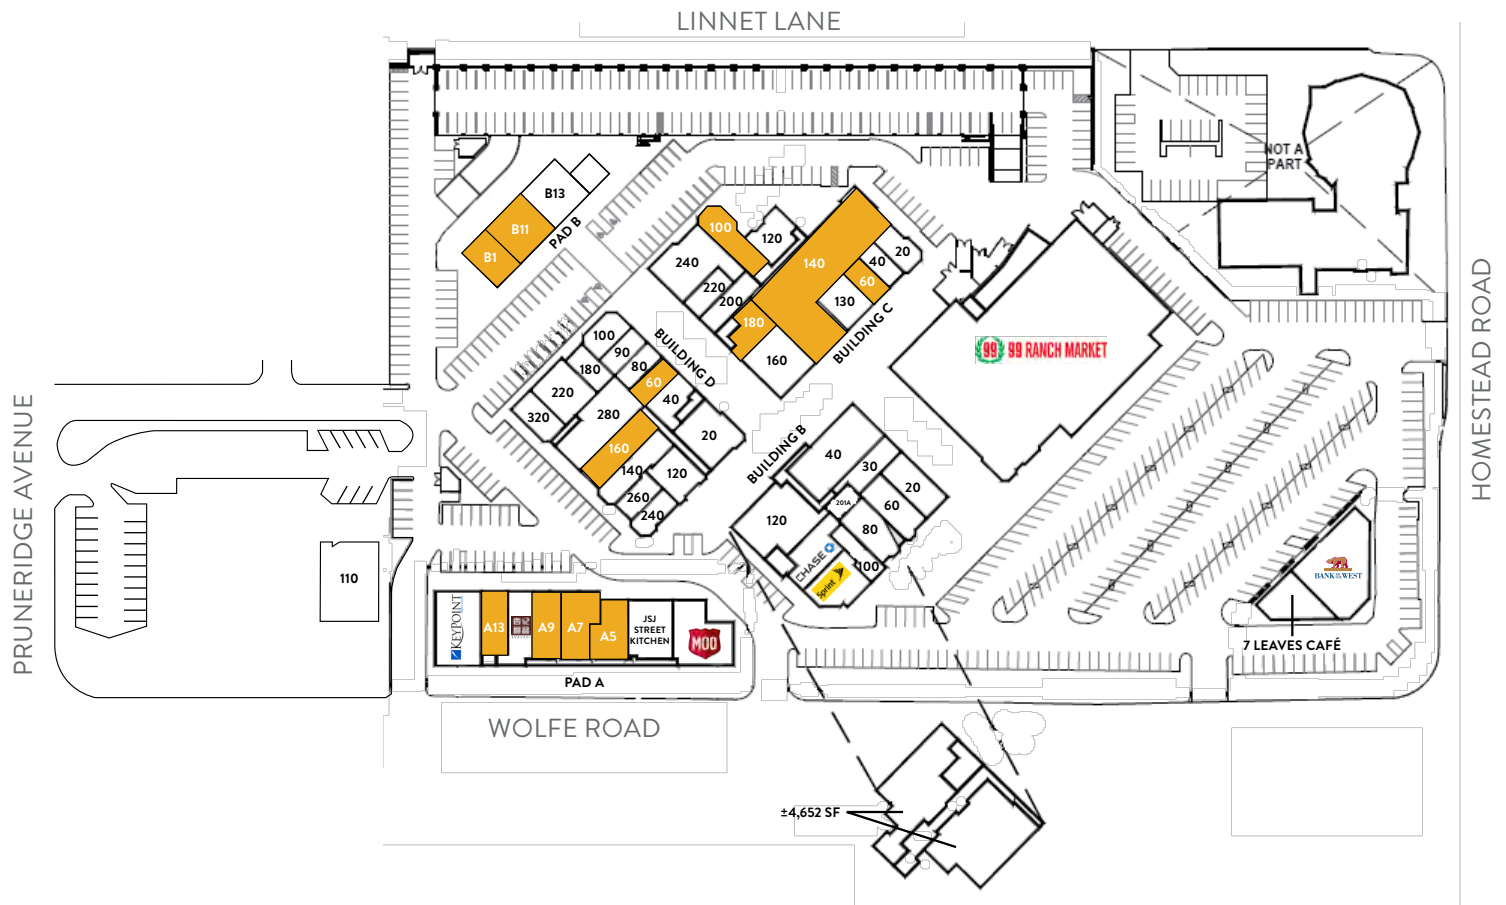 LINNET LANE
NOT A
PART
B13
B11
B1
PAD B
100
120
240
220
200
140
20
40
60
130
180
160
BUILDING C
99 99 RANCH MARKET
HOMESTEAD ROAD
PRUNERIDGE AVENUE
100
90
80
180
60
40
220
320
280
20
160
140
120
260
240
BUILDING D
BUILDING B
40
30
20
201A
60
120
80
100
CHASE
Sprint
110
KEYPOINT
A13
A9
A7
A5
JSJ
STREET
KITCHEN
MOD
PAD A
BANK OF THE WEST
7 LEAVES CAFÉ
WOLFE ROAD
±4,652 SF